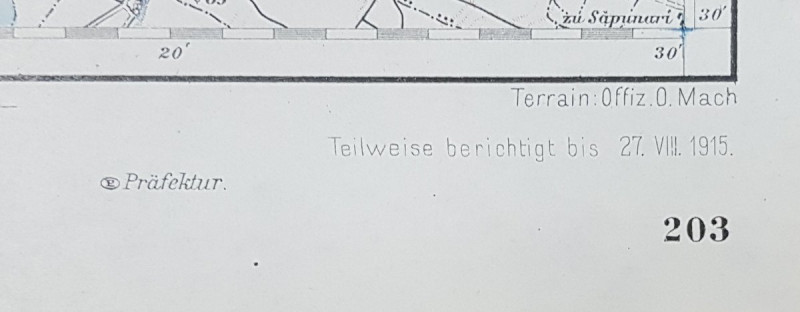 zu Săpunari
30'
20'
30'
Terrain: Offiz. O. Mach
Teilweise berichtigt bis 27. VIII. 1915.
P Präfektur.
203